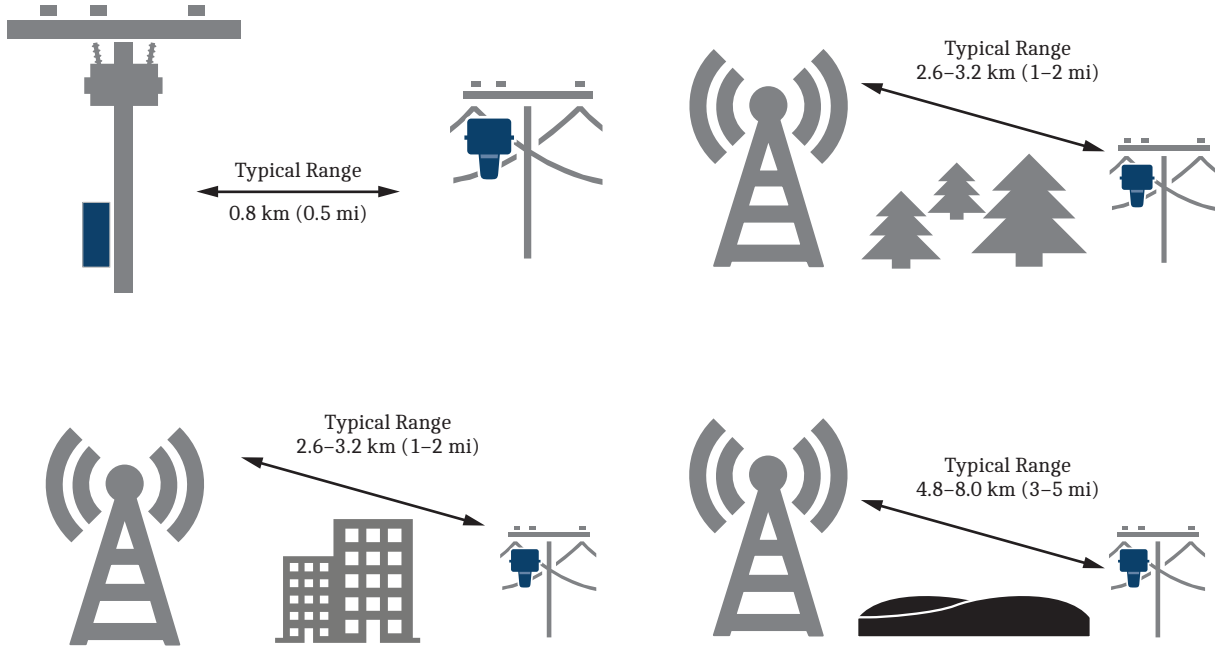 Typical Range
0.8 km (0.5 mi)
Typical Range
2.6–3.2 km (1–2 mi)
Typical Range
2.6–3.2 km (1–2 mi)
Typical Range
4.8–8.0 km (3–5 mi)